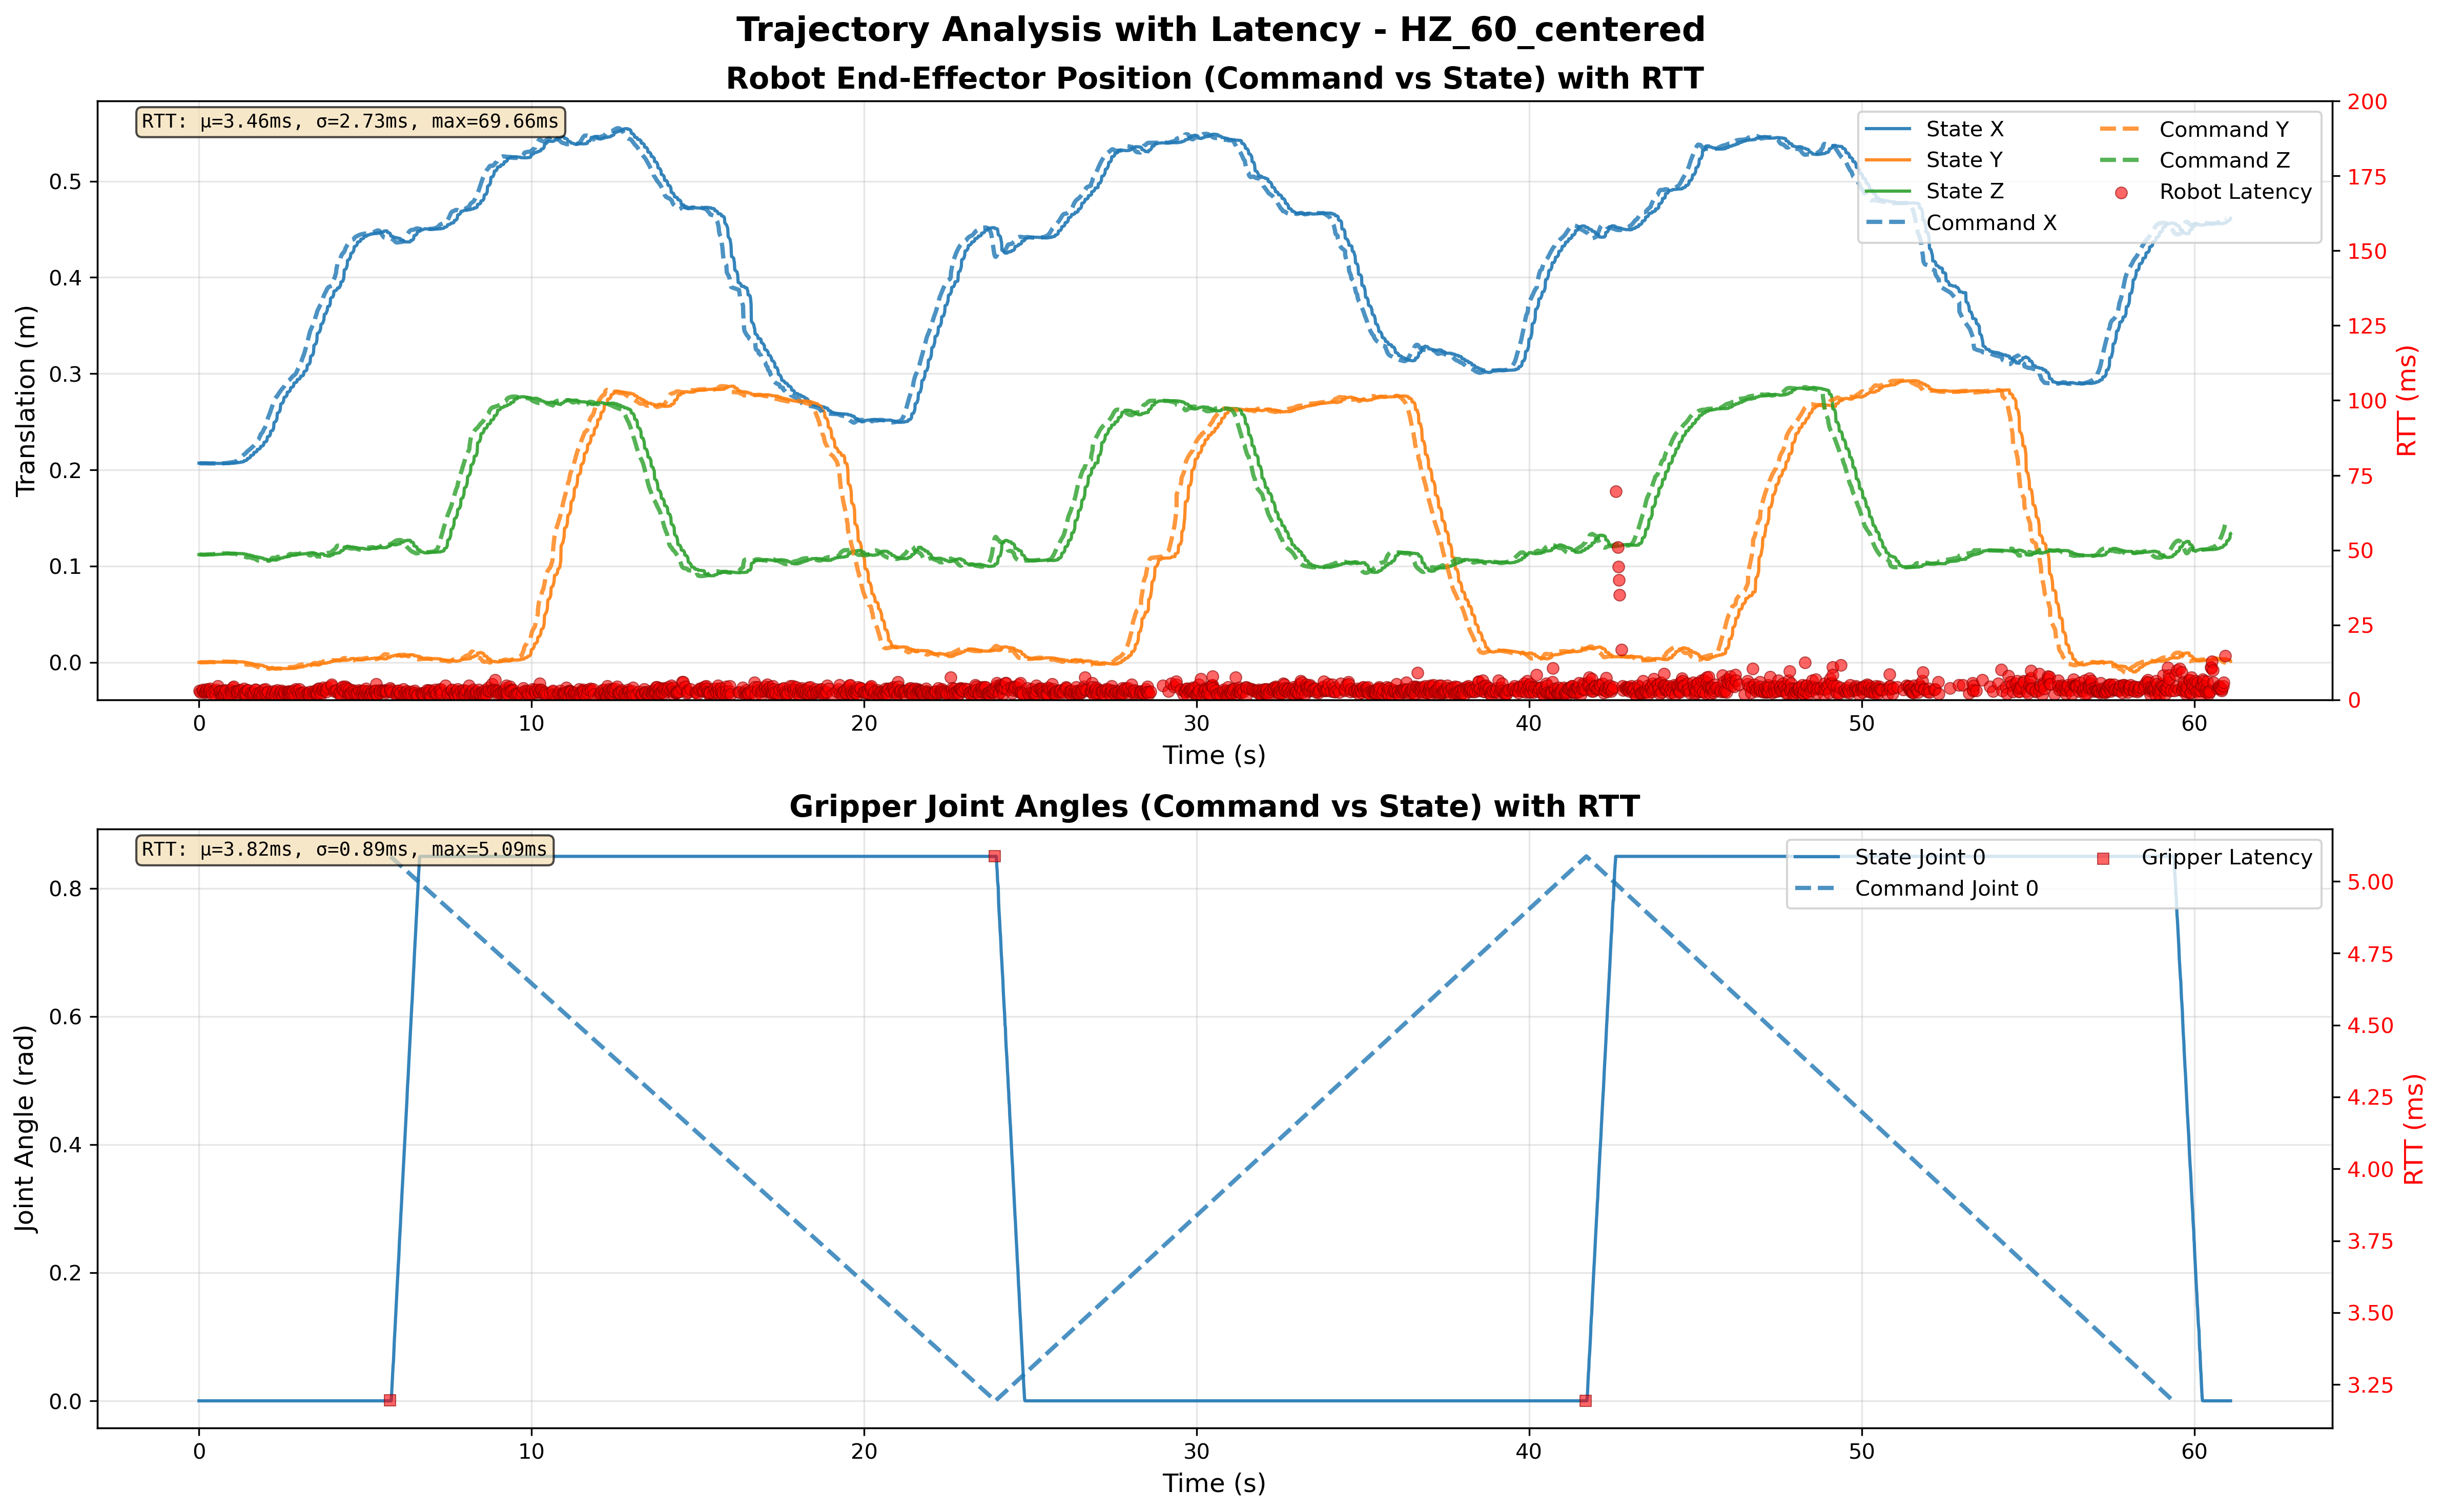 Trajectory Analysis with Latency - HZ_60_centered
Robot End-Effector Position (Command vs State) with RTT
RTT: μ=3.46ms, σ=2.73ms, max=69.66ms
State X
State Y
State Z
Command X
Command Y
Command Z
Robot Latency
Translation (m)
0.5
0.4
0.3
0.2
0.1
0.0
200
175
150
125
100
75
50
25
0
RTT (ms)
0 10 20 30 40 50 60
Time (s)
Gripper Joint Angles (Command vs State) with RTT
RTT: μ=3.82ms, σ=0.89ms, max=5.09ms
State Joint 0
Command Joint 0
Gripper Latency
Joint Angle (rad)
0.8
0.6
0.4
0.2
0.0
5.00
4.75
4.50
4.25
4.00
3.75
3.50
3.25
RTT (ms)
0 10 20 30 40 50 60
Time (s)